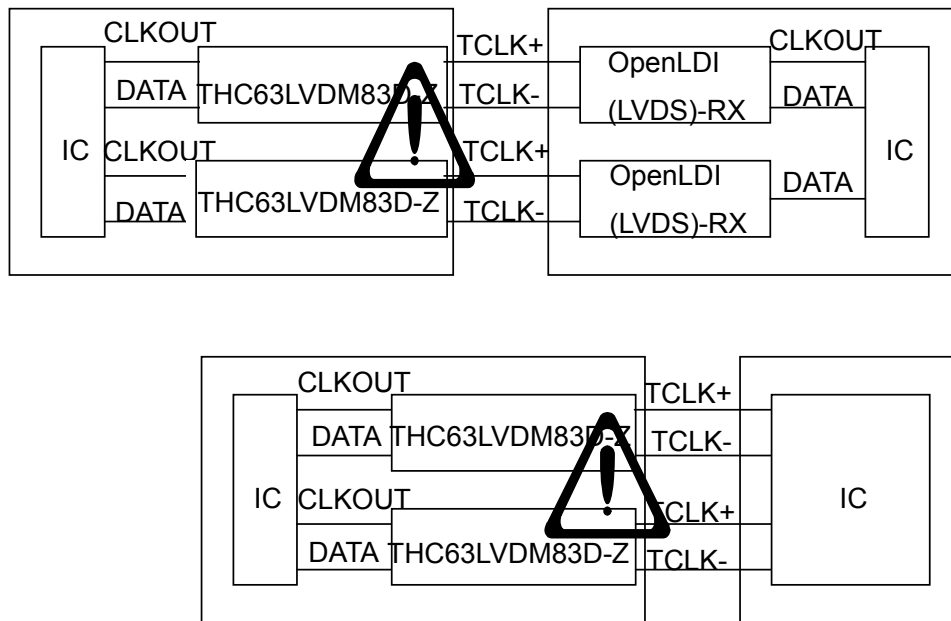 CLKOUT
TCLK+
OpenLDI
CLKOUT
DATA
THC63LVDM83D-Z
TCLK-
(LVDS)-RX
DATA
IC
CLKOUT
TCLK+
IC
OpenLDI
DATA
DATA
THC63LVDM83D-Z
TCLK-
(LVDS)-RX
CLKOUT
TCLK+
DATA
THC63LVDM83D-Z
TCLK-
IC
CLKOUT
TCLK+
IC
DATA
THC63LVDM83D-Z
TCLK-